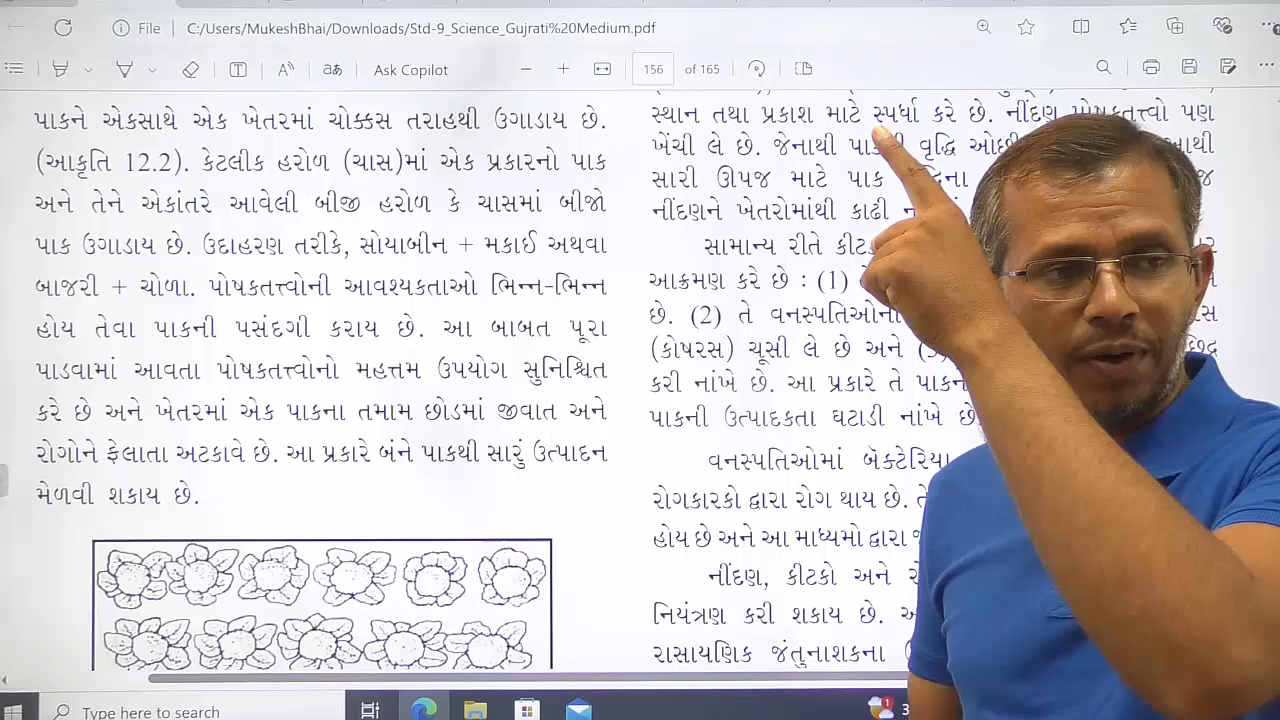 File
C:/Users/MukeshBhai/Downloads/Std-9_Science_Gujrati%20Medium.pdf
Ask Copilot
156 of 165
પાકને એકસાથે એક ખેતરમાં ચોક્કસ તરાહથી ઉગાડાય છે.
(આકૃતિ 12.2). કેટલીક હરોળ (ચાસ)માં એક પ્રકારનો પાક
અને તેને એકાંતરે આવેલી બીજી હરોળ કે ચાસમાં બીજો
પાક ઉગાડાય છે. ઉદાહરણ તરીકે, સોયાબીન + મકાઈ અથવા
બાજરી + ચોળા. પોષકતત્ત્વોની આવશ્યકતાઓ ભિન્ન-ભિન્ન
હોય તેવા પાકની પસંદગી કરાય છે. આ બાબત પૂરા
પાડવામાં આવતા પોષકતત્ત્વોનો મહત્તમ ઉપયોગ સુનિશ્ચિત
કરે છે અને ખેતરમાં એક પાકના તમામ છોડમાં જીવાત અને
રોગોને ફેલાતા અટકાવે છે. આ પ્રકારે બંને પાકથી સારું ઉત્પાદન
મેળવી શકાય છે.
સ્થાન તથા પ્રકાશ માટે સ્પર્ધા કરે છે. નીંદણ પોષકતત્ત્વો પણ
ખેંચી લે છે. જેનાથી વૃદ્ધિ
સારી ઊપજ માટે પાક
નીંદણને ખેતરોમાંથી કાઢી
સામાન્ય રીતે
આક્રમણ કરે છે : (1)
છે. (2) તે વનસ્પતિઓનો
(કોષરસ) ચૂસી લે છે અને
કરી નાંખે છે. આ પ્રકારે તે પાકને
પાકની ઉત્પાદકતા ઘટાડી નાંખે છે
વનસ્પતિઓમાં બૅક્ટેરિયા
રોગકારકો દ્વારા રોગ થાય છે.
હોય છે અને આ માધ્યમો દ્વારા
નીંદણ, કીટકો અને
નિયંત્રણ કરી શકાય છે.
રાસાયણિક જંતુનાશકના
Type here to search